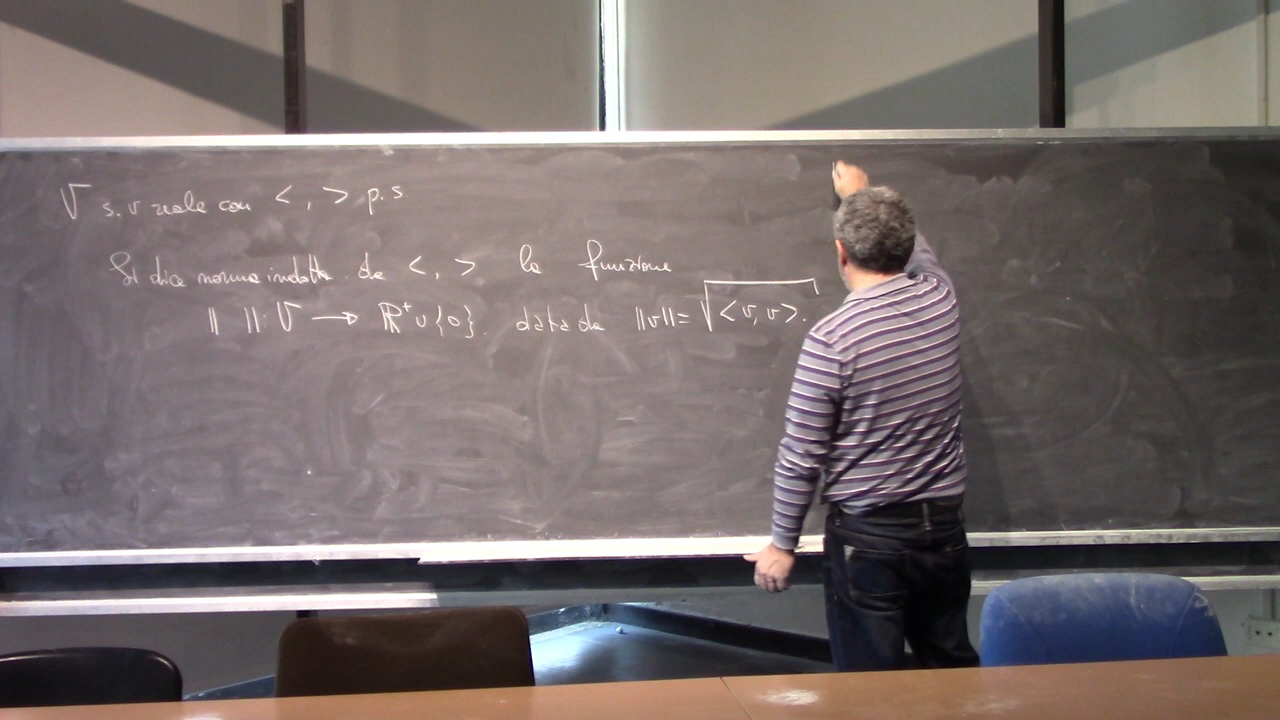 V s.v reale con < , > p.s
Si dice norma indotta da < , > la funzione
|| ||: V → ℝ⁺ ∪ {0}. data da ||v|| = √<v, v>.